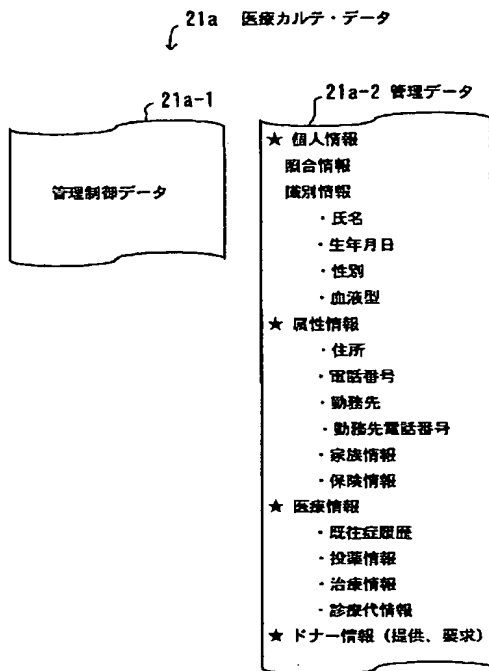 21a 医療カルテ・データ
21a-1
21a-2 管理データ
管理制御データ
★ 個人情報
照合情報
識別情報
・氏名
・生年月日
・性別
・血液型
★ 属性情報
・住所
・電話番号
・勤務先
・勤務先電話番号
・家族情報
・保険情報
★ 医療情報
・既往症履歴
・投薬情報
・治療情報
・診療代情報
★ ドナー情報（提供、要求）